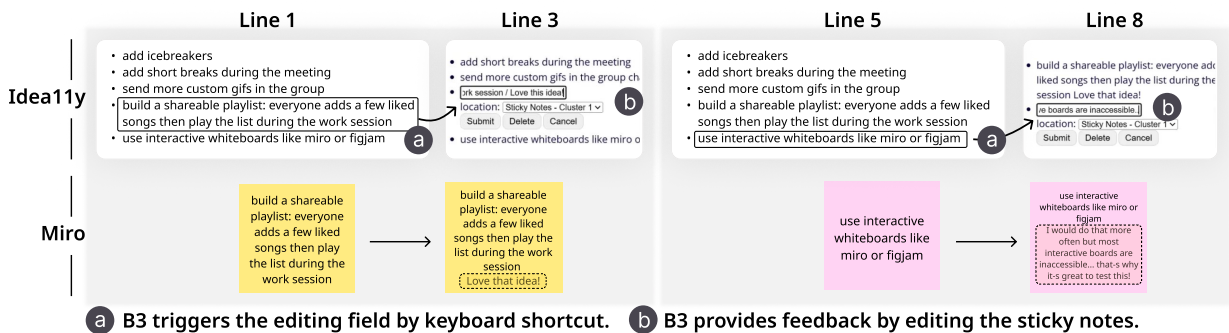 Line 1
Line 3
Line 5
Line 8
Idea11y
• add icebreakers
• add short breaks during the meeting
• send more custom gifs in the group
• build a shareable playlist: everyone adds a few liked
songs then play the list during the work session
• use interactive whiteboards like miro or figjam
a
• add short breaks during the meeting
• send more custom gifs in the group ch
• ork session / Love this idea!
location: Sticky Notes - Cluster 1
Submit Delete Cancel
• use interactive whiteboards like miro o
b
• add icebreakers
• add short breaks during the meeting
• send more custom gifs in the group
• build a shareable playlist: everyone adds a few liked
songs then play the list during the work session
• use interactive whiteboards like miro or figjam
a
• build a shareable playlist: everyone add
liked songs then play the list during the
session Love that idea!
• ve boards are inaccessible..
location: Sticky Notes - Cluster 1
Submit Delete Cancel
b
Miro
build a shareable
playlist: everyone
adds a few liked
songs then play
the list during the
work session
build a shareable
playlist: everyone
adds a few liked
songs then play the
list during the work
session
Love that idea!
use interactive
whiteboards like
miro or figjam
use interactive
whiteboards like miro or
figjam
I would do that more
often but most
interactive boards are
inaccessible... that-s why
it-s great to test this!
a B3 triggers the editing field by keyboard shortcut.
b B3 provides feedback by editing the sticky notes.